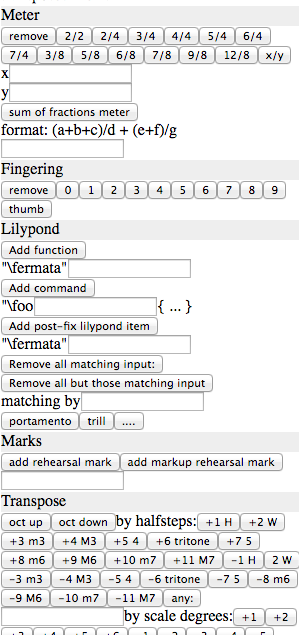 Meter
remove 2/2 2/4 3/4 4/4 5/4 6/4
7/4 3/8 5/8 6/8 7/8 9/8 12/8 x/y
x
y
sum of fractions meter
format: (a+b+c)/d + (e+f)/g
Fingering
remove 0 1 2 3 4 5 6 7 8 9
thumb
Lilypond
Add function
"\fermata"
Add command
"\foo { ... }
Add post-fix lilypond item
"\fermata"
Remove all matching input:
Remove all but those matching input
matching by
portamento trill ....
Marks
add rehearsal mark add markup rehearsal mark
Transpose
oct up oct down by halfsteps: +1 H +2 W
+3 m3 +4 M3 +5 4 +6 tritone +7 5
+8 m6 +9 M6 +10 m7 +11 M7 -1 H 2 W
-3 m3 -4 M3 -5 4 -6 tritone -7 5 -8 m6
-9 M6 -10 m7 -11 M7 any:
by scale degrees: +1 +2